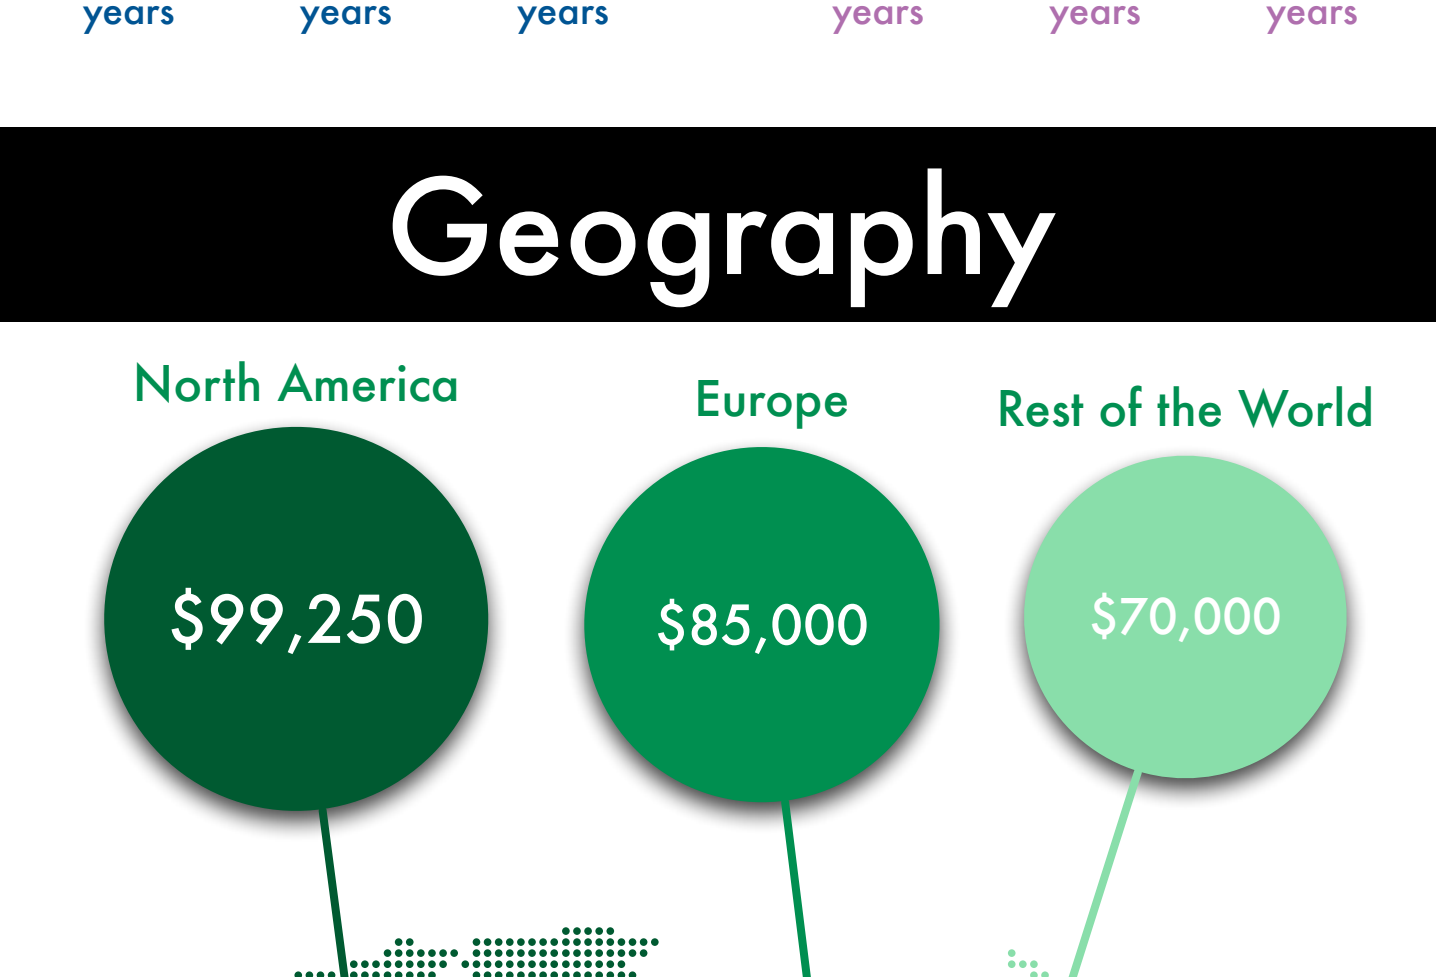 years years years years years years
Geography
North America
Europe
Rest of the World
$99,250
$85,000
$70,000